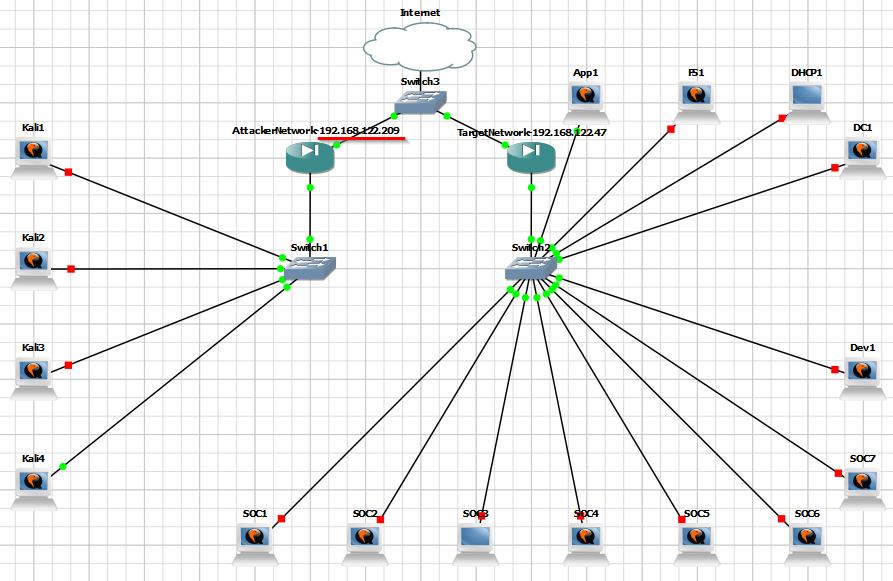 Internet
Switch3
App1
FS1
DHCP1
AttackerNetwork-192.168.122.209
TargetNetwork-192.168.122.47
Kali1
DC1
Kali2
Switch1
Switch2
Kali3
Dev1
Kali4
SOC7
SOC1
SOC2
SOC3
SOC4
SOC5
SOC6